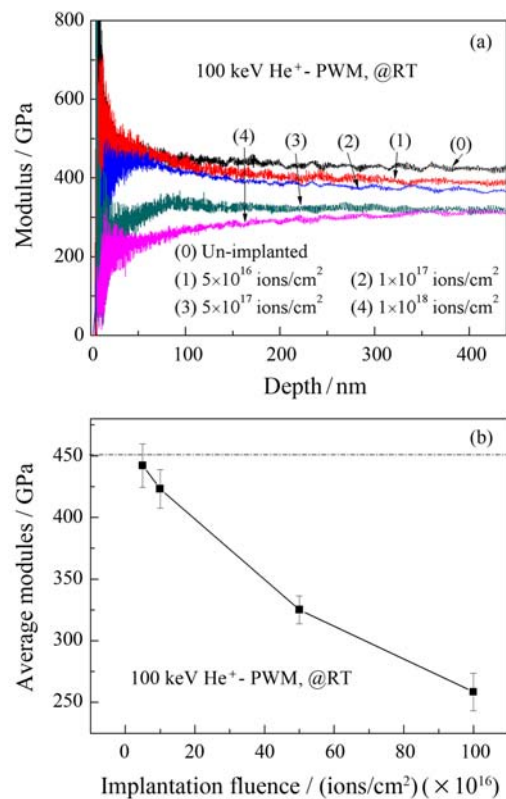 800
(a)
100 keV He⁺- PWM, @RT
600
(4) (3) (2) (1) (0)
400
300
(0) Un-implanted
(1) 5×10¹⁶ ions/cm² (2) 1×10¹⁷ ions/cm²
(3) 5×10¹⁷ ions/cm² (4) 1×10¹⁸ ions/cm²
0
0 100 200 300 400
Modulus / GPa
Depth / nm
(b)
450
400
350
300
250
100 keV He⁺- PWM, @RT
0 20 40 60 80 100
Average modules / GPa
Implantation fluence / (ions/cm²) (× 10¹⁶)